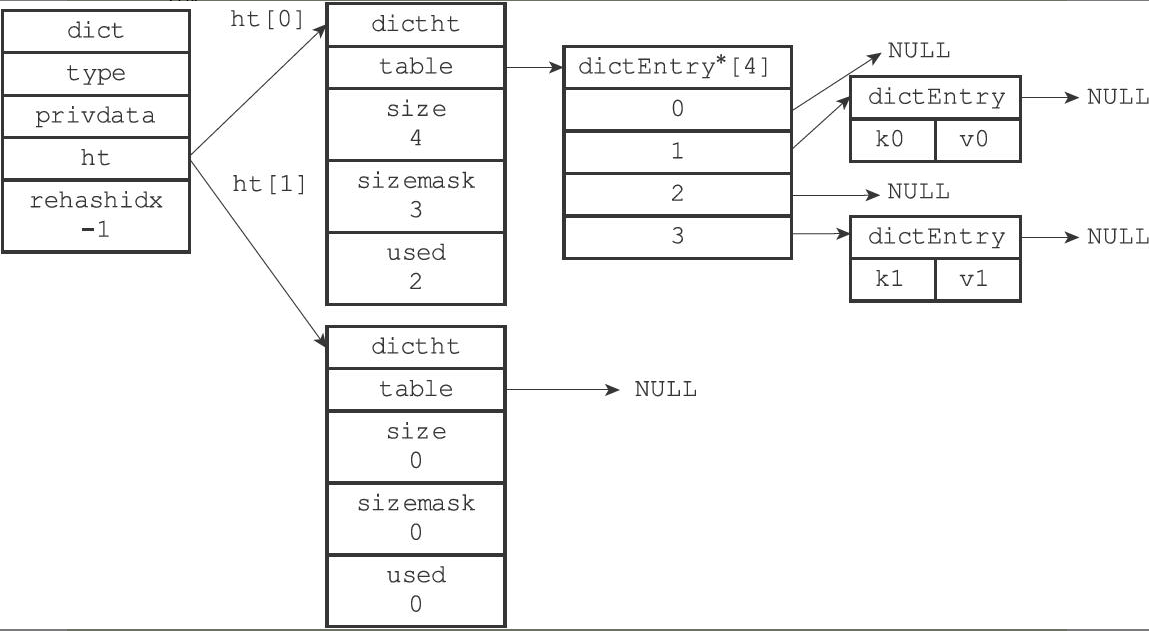 dict
type
privdata
ht
rehashidx
-1
ht[0]
ht[1]
dictht
table
size
4
sizemask
3
used
2
dictht
table
size
0
sizemask
0
used
0
NULL
dictEntry*[4]
0
1
2
3
NULL
dictEntry
k0 v0
NULL
NULL
dictEntry
k1 v1
NULL